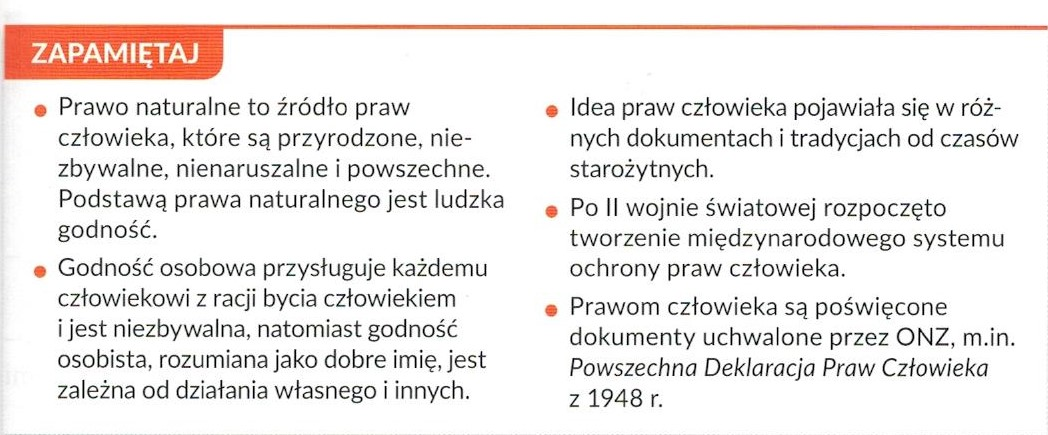 ZAPAMIĘTAJ
• Prawo naturalne to źródło praw
człowieka, które są przyrodzone, nie-
zbywalne, nienaruszalne i powszechne.
Podstawą prawa naturalnego jest ludzka
godność.
• Godność osobowa przysługuje każdemu
człowiekowi z racji bycia człowiekiem
i jest niezbywalna, natomiast godność
osobista, rozumiana jako dobre imię, jest
zależna od działania własnego i innych.
• Idea praw człowieka pojawiała się w róż-
nych dokumentach i tradycjach od czasów
starożytnych.
• Po II wojnie światowej rozpoczęto
tworzenie międzynarodowego systemu
ochrony praw człowieka.
• Prawom człowieka są poświęcone
dokumenty uchwalone przez ONZ, m.in.
Powszechna Deklaracja Praw Człowieka
z 1948 r.